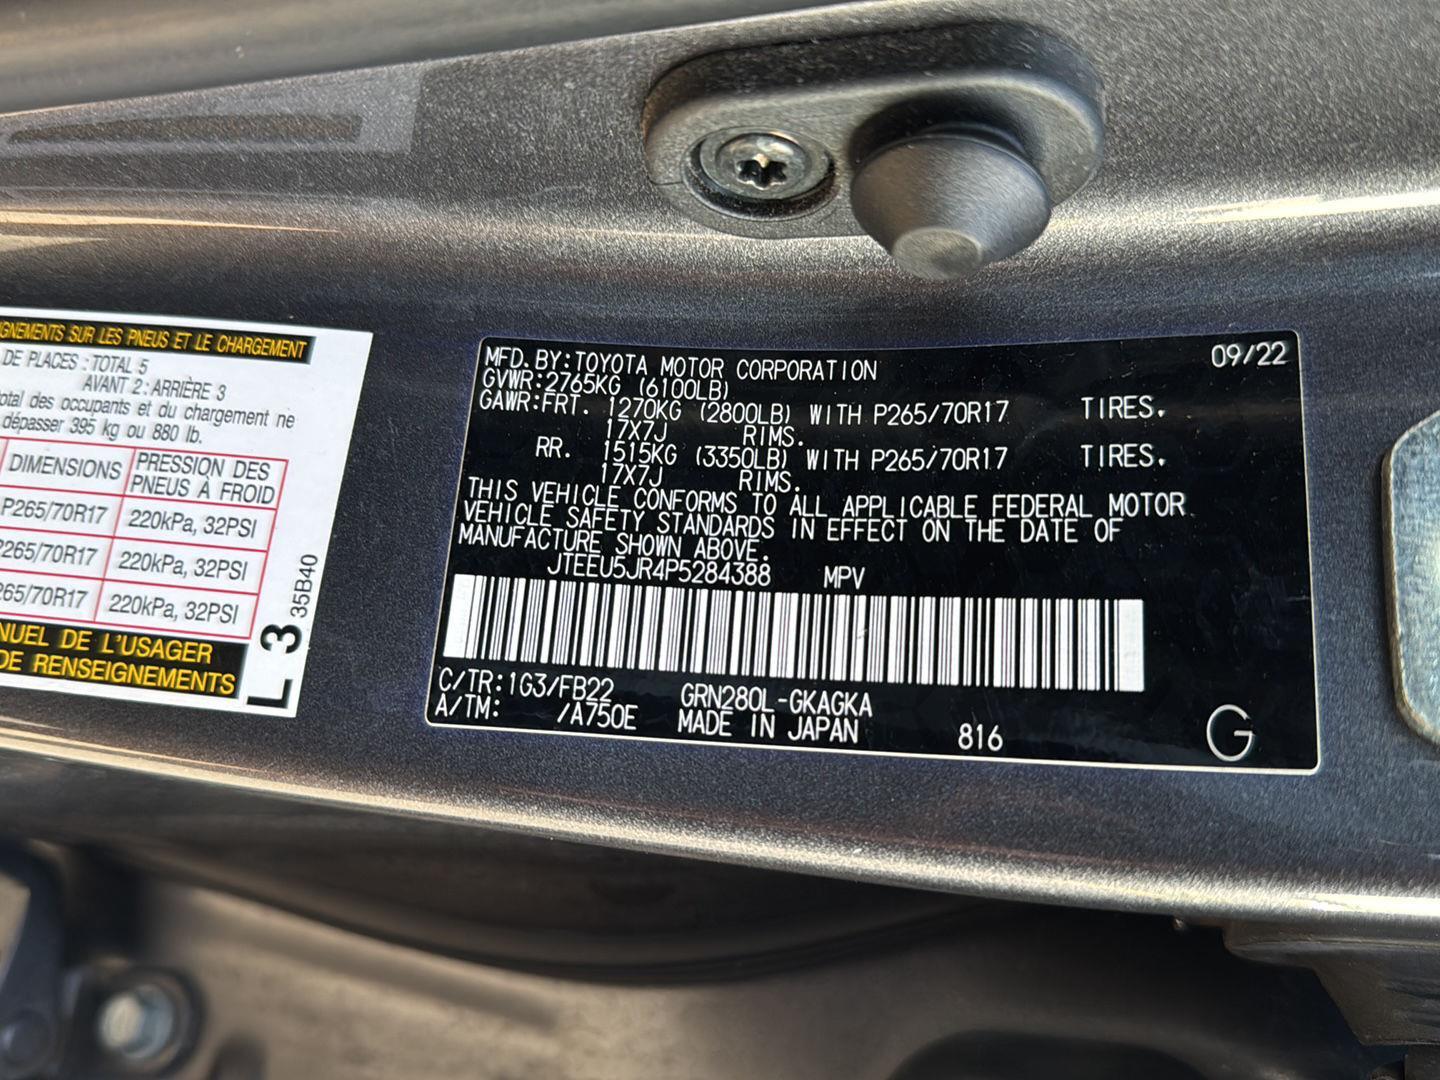 GNEMENTS SUR LES PNEUS ET LE CHARGEMENT
DE PLACES : TOTAL 5
AVANT 2 : ARRIÈRE 3
total des occupants et du chargement ne
dépasser 395 kg ou 880 lb.
DIMENSIONS PRESSION DES PNEUS À FROID
P265/70R17 220kPa, 32PSI
P265/70R17 220kPa, 32PSI
265/70R17 220kPa, 32PSI
NUEL DE L'USAGER
DE RENSEIGNEMENTS
L 3 35B40
MFD. BY: TOYOTA MOTOR CORPORATION 09/22
GVWR: 2765KG (6100LB)
GAWR: FRT. 1270KG (2800LB) WITH P265/70R17 TIRES.
17X7J RIMS.
RR. 1515KG (3350LB) WITH P265/70R17 TIRES.
17X7J RIMS.
THIS VEHICLE CONFORMS TO ALL APPLICABLE FEDERAL MOTOR
VEHICLE SAFETY STANDARDS IN EFFECT ON THE DATE OF
MANUFACTURE SHOWN ABOVE.
JTEEU5JR4P5284388 MPV
C/TR: 1G3/FB22 GRN280L-GKAGKA
A/TM: /A750E MADE IN JAPAN 816 G